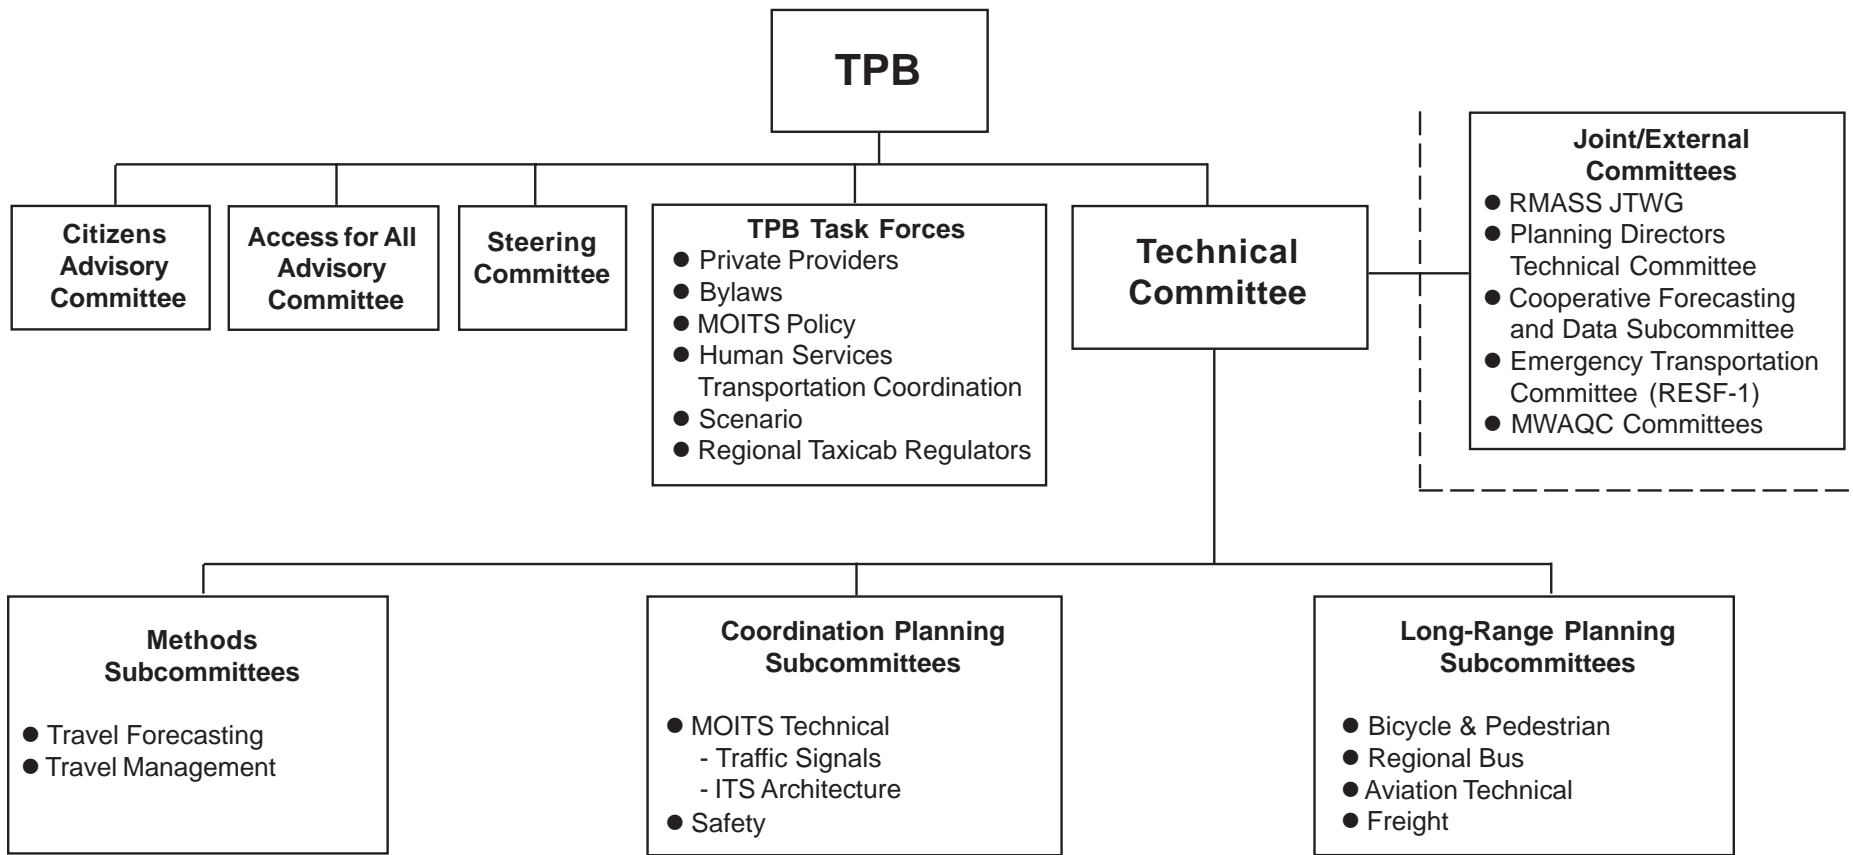 TPB
Citizens
Advisory
Committee
Access for All
Advisory
Committee
Steering
Committee
TPB Task Forces
● Private Providers
● Bylaws
● MOITS Policy
● Human Services
Transportation Coordination
● Scenario
● Regional Taxicab Regulators
Technical
Committee
Joint/External
Committees
● RMASS JTWG
● Planning Directors
Technical Committee
● Cooperative Forecasting
and Data Subcommittee
● Emergency Transportation
Committee (RESF-1)
● MWAQC Committees
Methods
Subcommittees
● Travel Forecasting
● Travel Management
Coordination Planning
Subcommittees
● MOITS Technical
- Traffic Signals
- ITS Architecture
● Safety
Long-Range Planning
Subcommittees
● Bicycle & Pedestrian
● Regional Bus
● Aviation Technical
● Freight